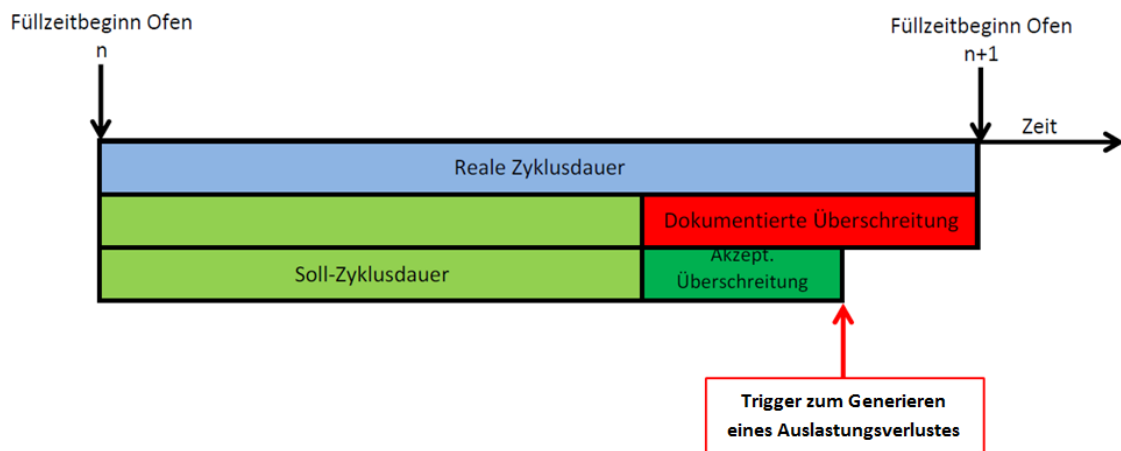 Füllzeitbeginn Ofen
n
Füllzeitbeginn Ofen
n+1
Zeit
Reale Zyklusdauer
Dokumentierte Überschreitung
Soll-Zyklusdauer
Akzept.
Überschreitung
Trigger zum Generieren
eines Auslastungsverlustes